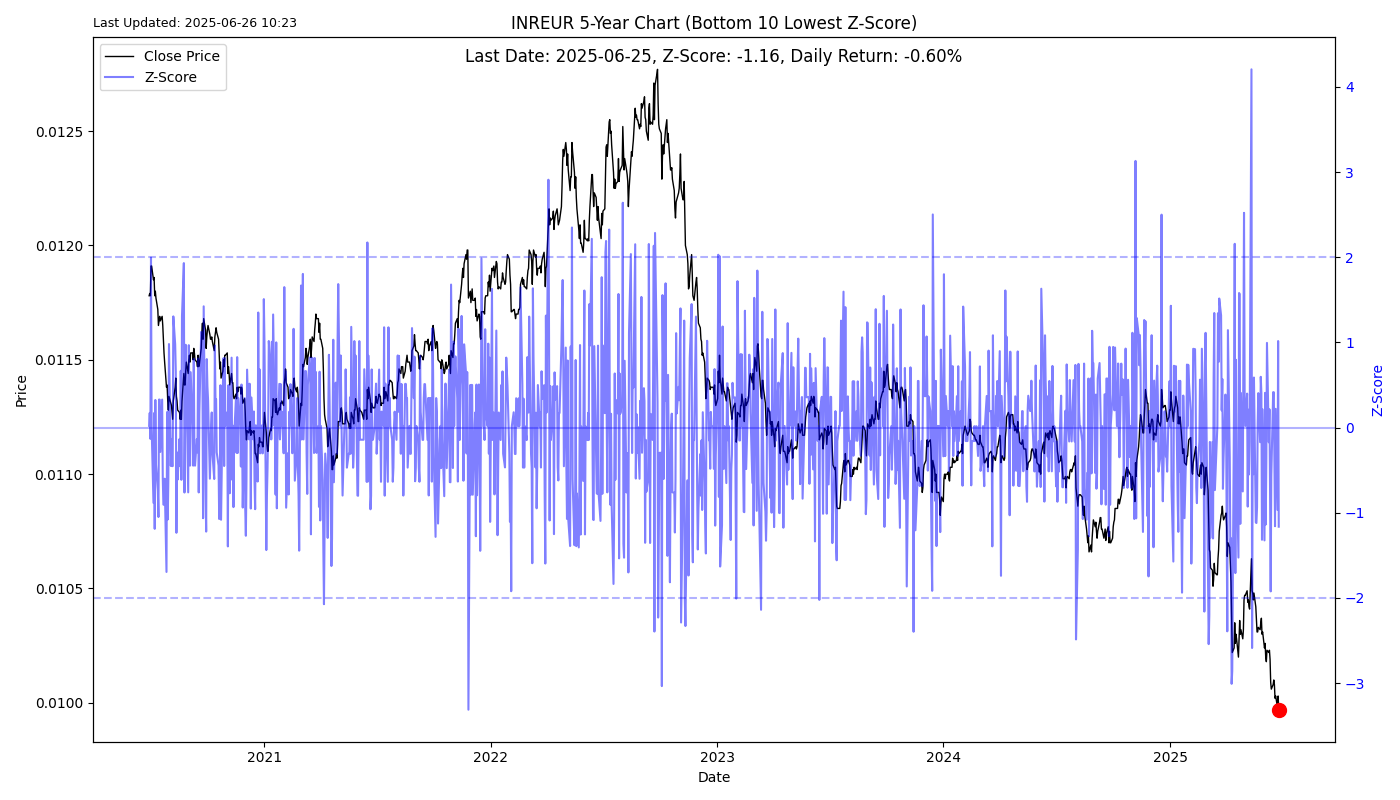 Last Updated: 2025-06-26 10:23
INREUR 5-Year Chart (Bottom 10 Lowest Z-Score)
Last Date: 2025-06-25, Z-Score: -1.16, Daily Return: -0.60%
Close Price
Z-Score
0.0125
0.0120
0.0115
0.0110
0.0105
0.0100
Price
4
3
2
1
0
−1
−2
−3
Z-Score
2021
2022
2023
2024
2025
Date